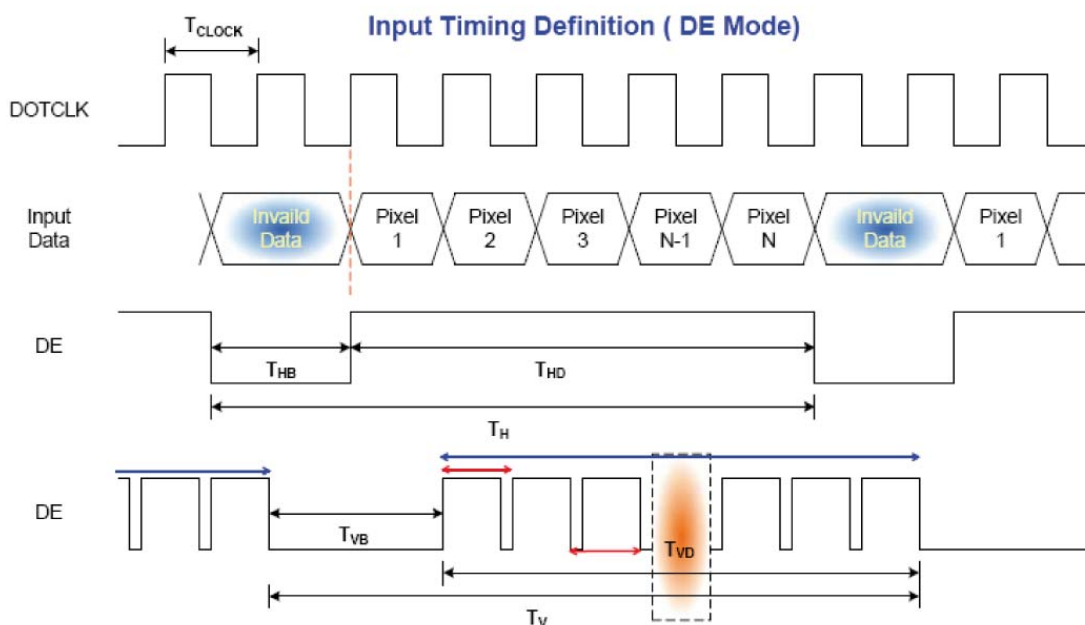 Input Timing Definition ( DE Mode)
TCLOCK
DOTCLK
Input
Data
Invaild
Data
Pixel
1
Pixel
2
Pixel
3
Pixel
N-1
Pixel
N
Invaild
Data
Pixel
1
DE
THB
THD
TH
DE
TVB
TVD
TV